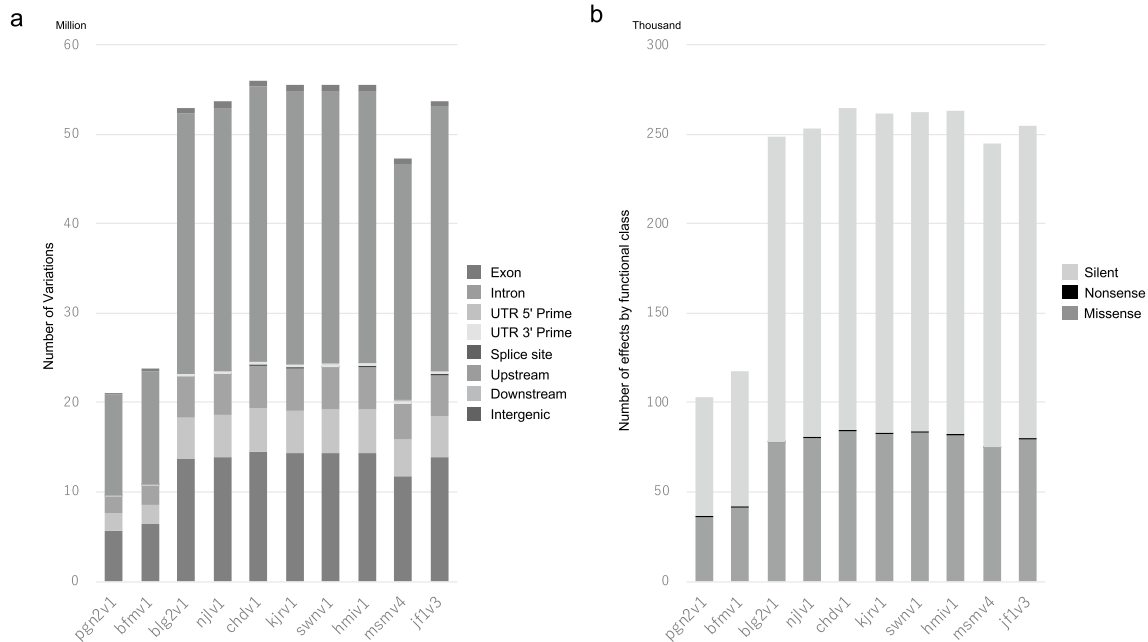 a
Million
60
50
40
30
20
10
0
Number of Variations
pgn2v1
bfmv1
blg2v1
njlv1
chdv1
kjrv1
swnv1
hmiv1
msmv4
jf1v3
Exon
Intron
UTR 5' Prime
UTR 3' Prime
Splice site
Upstream
Downstream
Intergenic
b
Thousand
300
250
200
150
100
50
0
Number of effects by functional class
pgn2v1
bfmv1
blg2v1
njlv1
chdv1
kjrv1
swnv1
hmiv1
msmv4
jf1v3
Silent
Nonsense
Missense